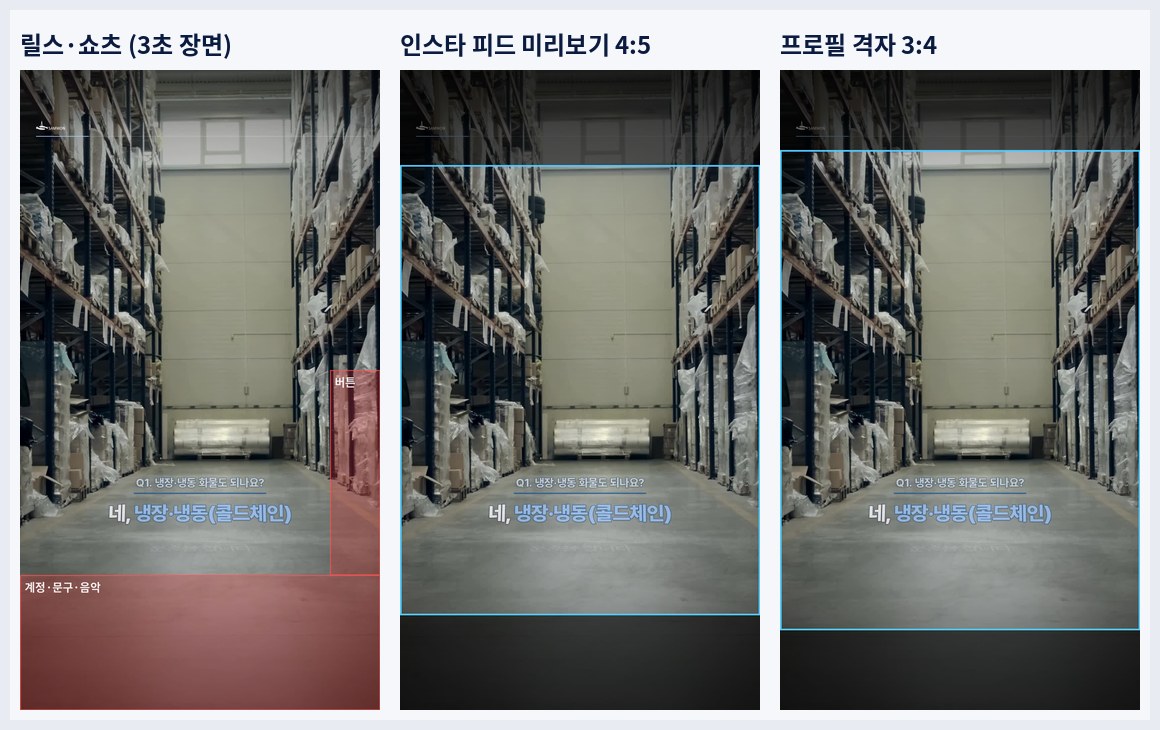 릴스·쇼츠 (3초 장면)
인스타 피드 미리보기 4:5
프로필 격자 3:4
버튼
Q1. 냉장·냉동 화물도 되나요?
네, 냉장·냉동(콜드체인)
계정·문구·음악
Q1. 냉장·냉동 화물도 되나요?
네, 냉장·냉동(콜드체인)
Q1. 냉장·냉동 화물도 되나요?
네, 냉장·냉동(콜드체인)